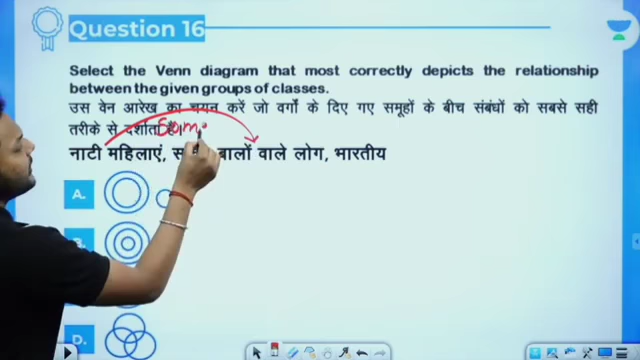 Question 16
Select the Venn diagram that most correctly depicts the relationship
between the given groups of classes.
उस वेन आरेख का चयन करें जो वर्गों के दिए गए समूहों के बीच संबंधों को सबसे सही
तरीके से दर्शाता है।
Som
नाटी महिलाएं, बालों वाले लोग, भारतीय
A.
B.
D.